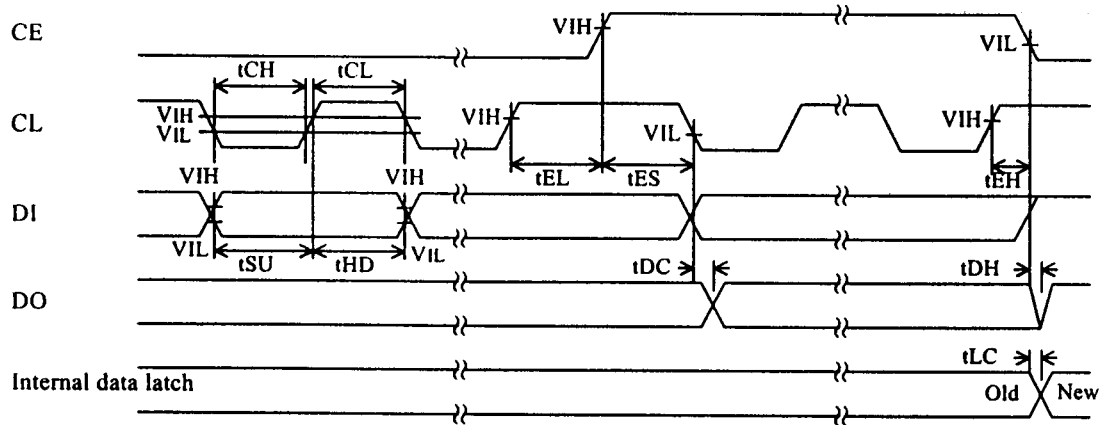 CE
VIH
VIL
tCH
tCL
CL
VIH
VIL
VIH
VIL
VIH
tEL
tES
tEH
VIH
VIH
DI
VIL
VIL
tSU
tHD
tDC
tDH
DO
tLC
Internal data latch
Old
New